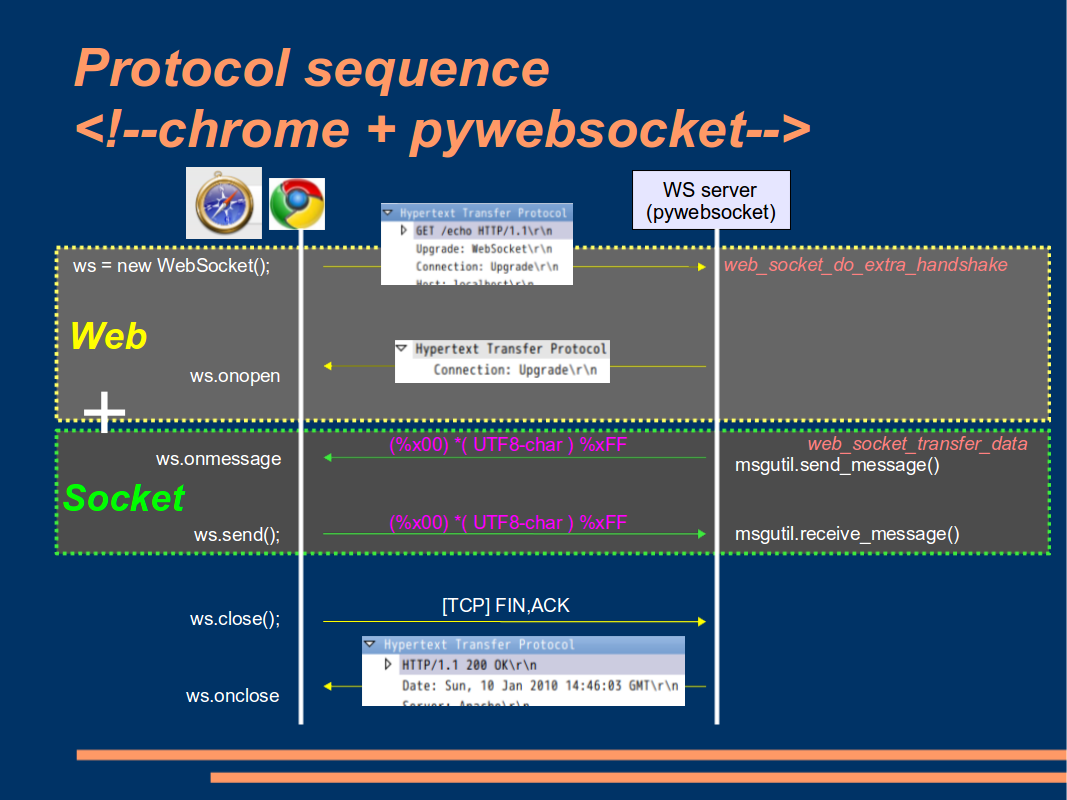 Protocol sequence
<!--chrome + pywebsocket-->
WS server
(pywebsocket)
Hypertext Transfer Protocol
GET /echo HTTP/1.1\r\n
Upgrade: WebSocket\r\n
Connection: Upgrade\r\n
Host: localhost\r\n
ws = new WebSocket();
web_socket_do_extra_handshake
Web
Hypertext Transfer Protocol
Connection: Upgrade\r\n
ws.onopen
+
(%x00) *( UTF8-char ) %xFF
web_socket_transfer_data
ws.onmessage
msgutil.send_message()
Socket
(%x00) *( UTF8-char ) %xFF
ws.send();
msgutil.receive_message()
[TCP] FIN,ACK
ws.close();
Hypertext Transfer Protocol
HTTP/1.1 200 OK\r\n
Date: Sun, 10 Jan 2010 14:46:03 GMT\r\n
Server: Apache\r\n
ws.onclose